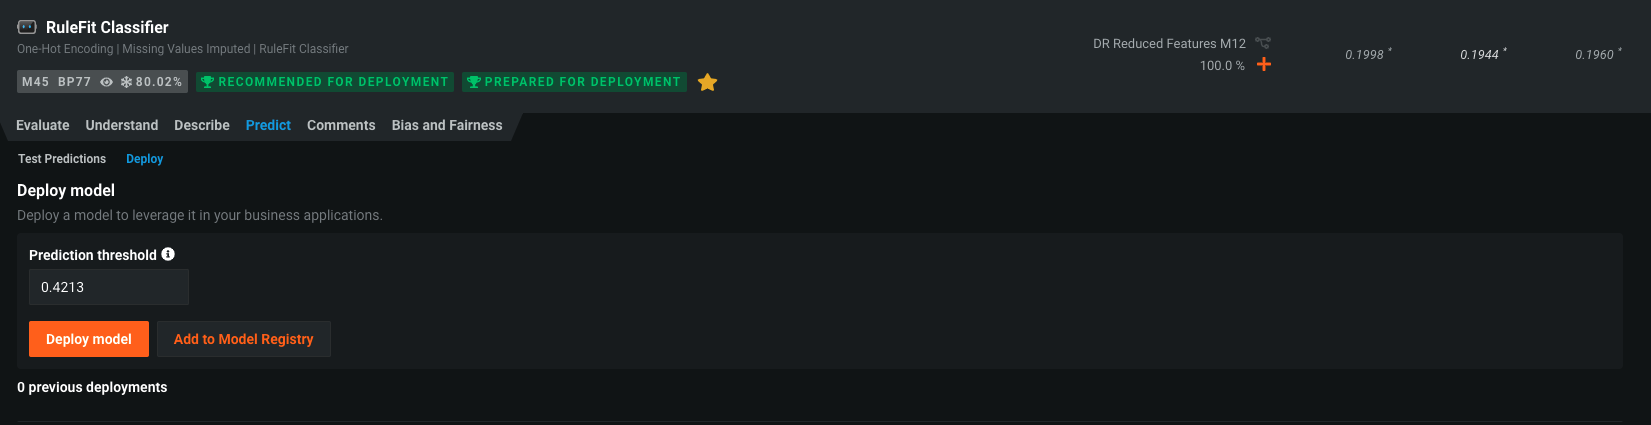 RuleFit Classifier
One-Hot Encoding | Missing Values Imputed | RuleFit Classifier
M45 BP77 80.02% RECOMMENDED FOR DEPLOYMENT PREPARED FOR DEPLOYMENT
DR Reduced Features M12
100.0 %
0.1998 * 0.1944 * 0.1960 *
Evaluate Understand Describe Predict Comments Bias and Fairness
Test Predictions Deploy
Deploy model
Deploy a model to leverage it in your business applications.
Prediction threshold
0.4213
Deploy model Add to Model Registry
0 previous deployments